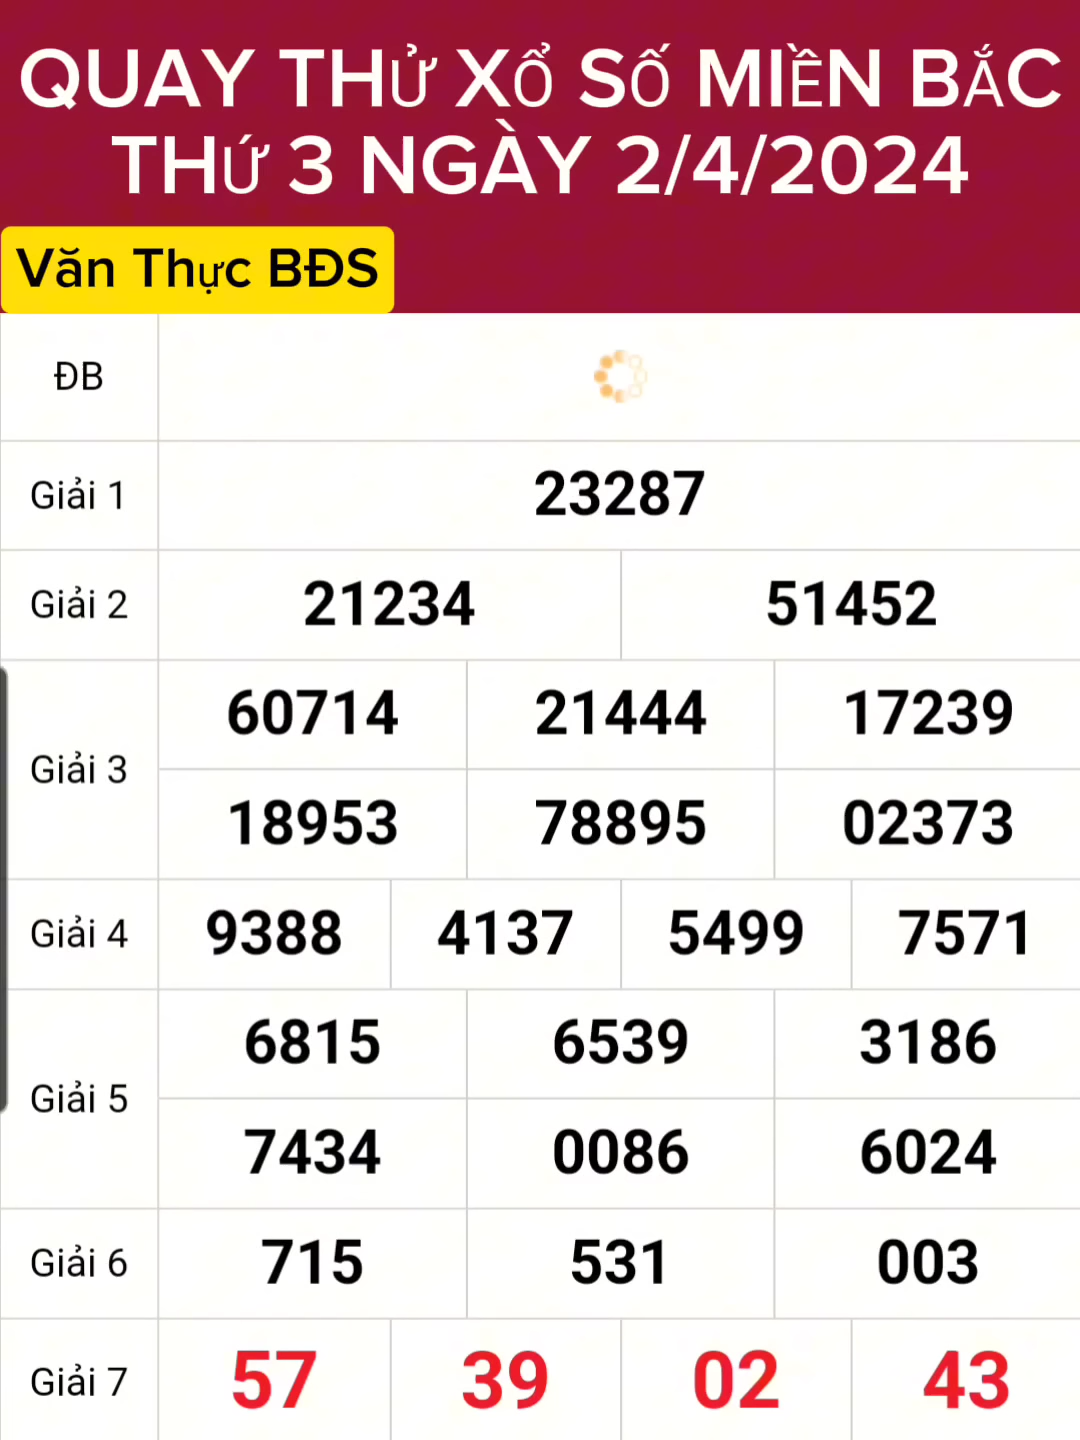 QUAY THỬ XỔ SỐ MIỀN BẮC
THỨ 3 NGÀY 2/4/2024
Văn Thực BĐS
ĐB
Giải 1 23287
Giải 2 21234 51452
Giải 3
60714 21444 17239
18953 78895 02373
Giải 4 9388 4137 5499 7571
Giải 5
6815 6539 3186
7434 0086 6024
Giải 6 715 531 003
Giải 7 57 39 02 43